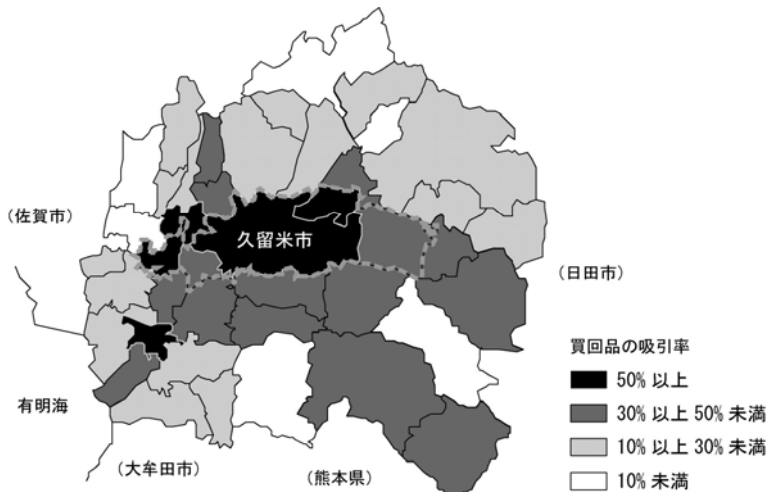 (佐賀市)
久留米市
(日田市)
買回品の吸引率
50% 以上
30% 以上 50% 未満
有明海
10% 以上 30% 未満
(大牟田市)
(熊本県)
10% 未満